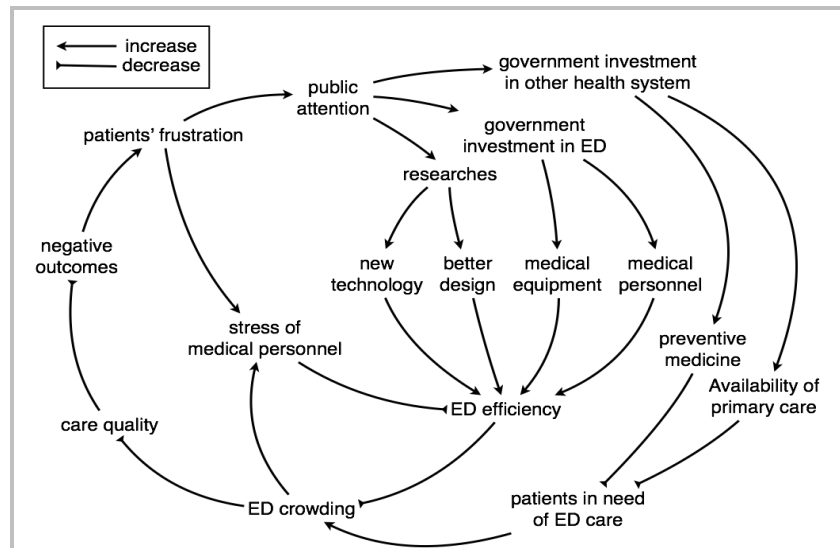 increase
decrease
public
attention
government investment
in other health system
patients' frustration
government
investment in ED
researches
negative
outcomes
new
technology
better
design
medical
equipment
medical
personnel
stress of
medical personnel
preventive
medicine
Availability of
primary care
care quality
ED efficiency
ED crowding
patients in need
of ED care